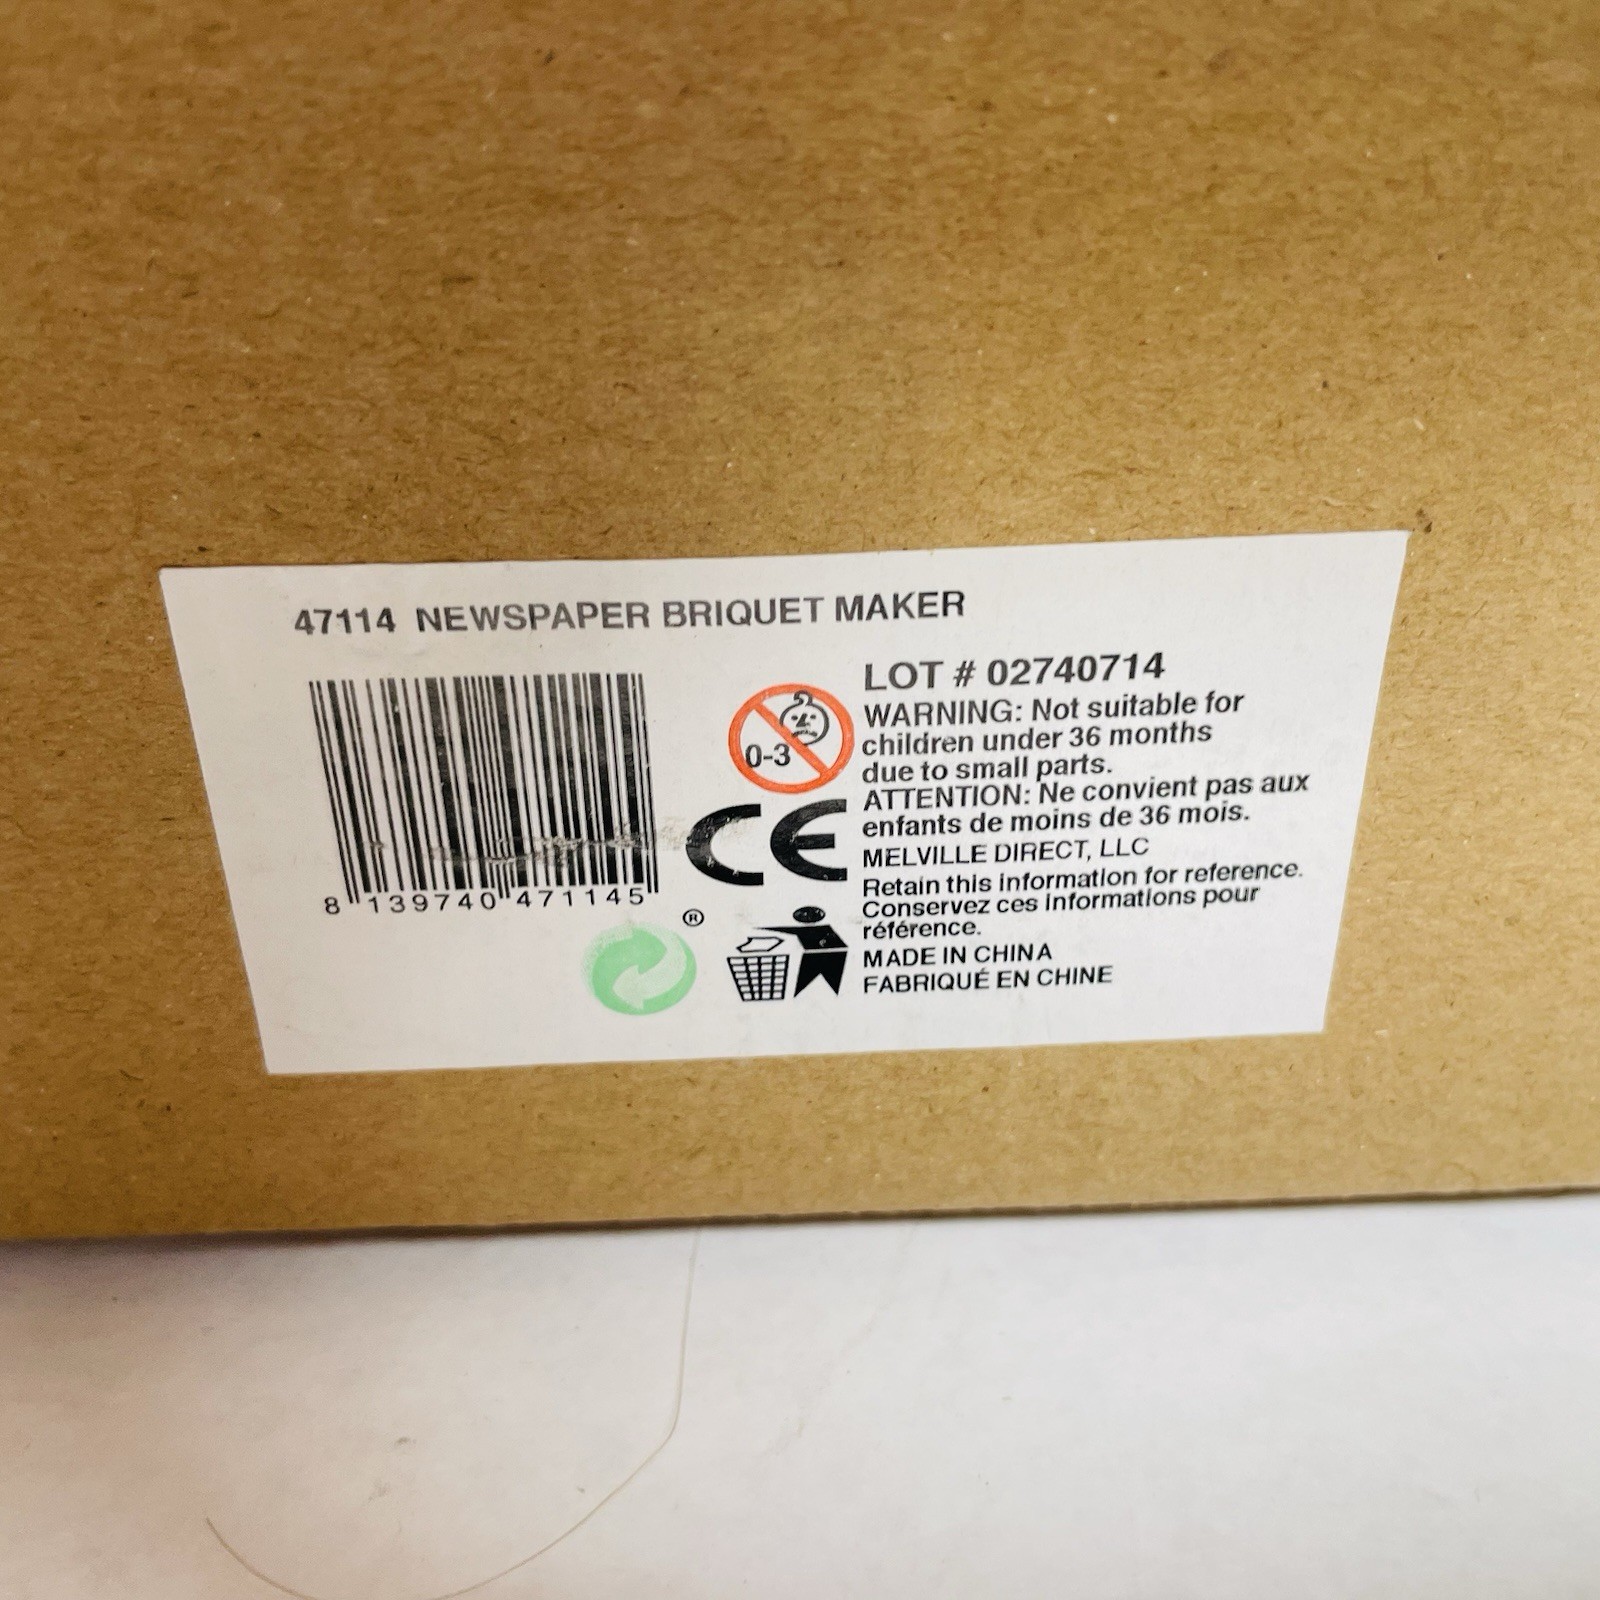 47114 NEWSPAPER BRIQUET MAKER
8 139740 471145
0-3
CE
®
LOT # 02740714
WARNING: Not suitable for
children under 36 months
due to small parts.
ATTENTION: Ne convient pas aux
enfants de moins de 36 mois.
MELVILLE DIRECT, LLC
Retain this information for reference.
Conservez ces informations pour
référence.
MADE IN CHINA
FABRIQUÉ EN CHINE